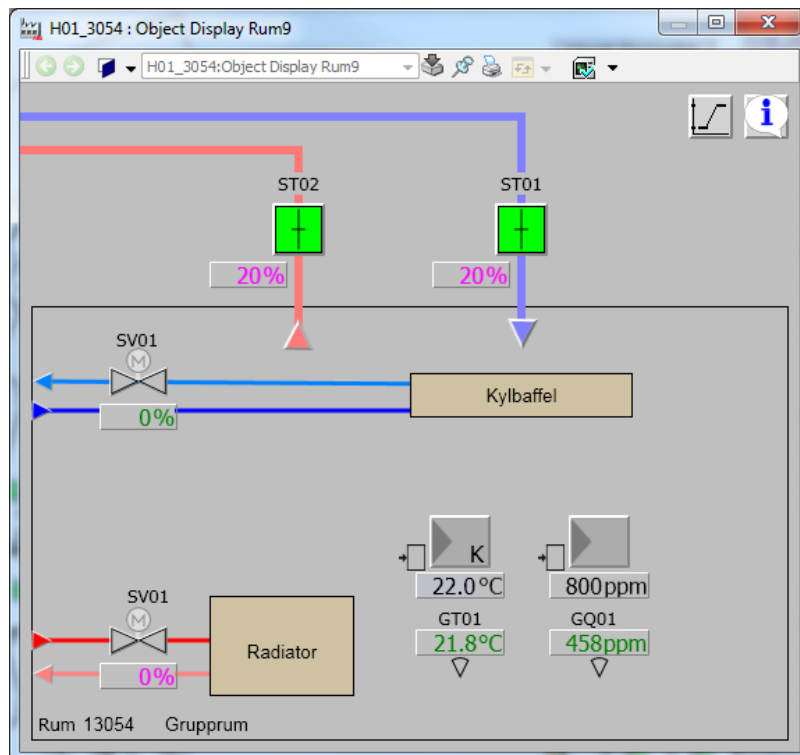 H01_3054 : Object Display Rum9
H01_3054:Object Display Rum9
i
ST02
ST01
20%
20%
SV01
M
0%
Kylbaffel
K
22.0°C
800ppm
GT01
GQ01
21.8°C
458ppm
SV01
M
0%
Radiator
Rum 13054 Grupprum